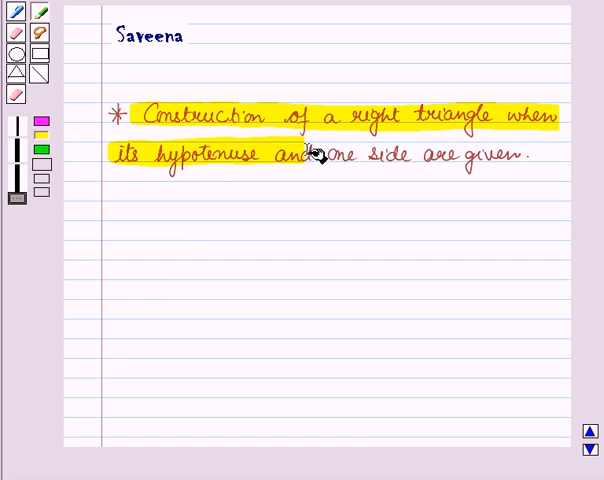 Saveena
* Construction of a right triangle when
its hypotenuse and one side are given.